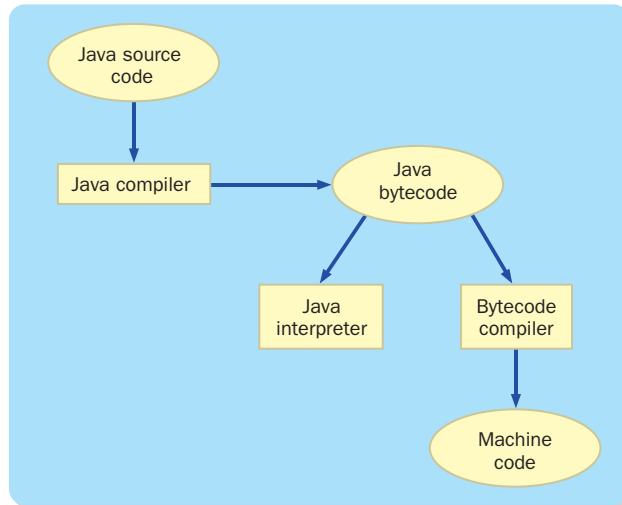 Java source
code
Java compiler
Java
bytecode
Java
interpreter
Bytecode
compiler
Machine
code